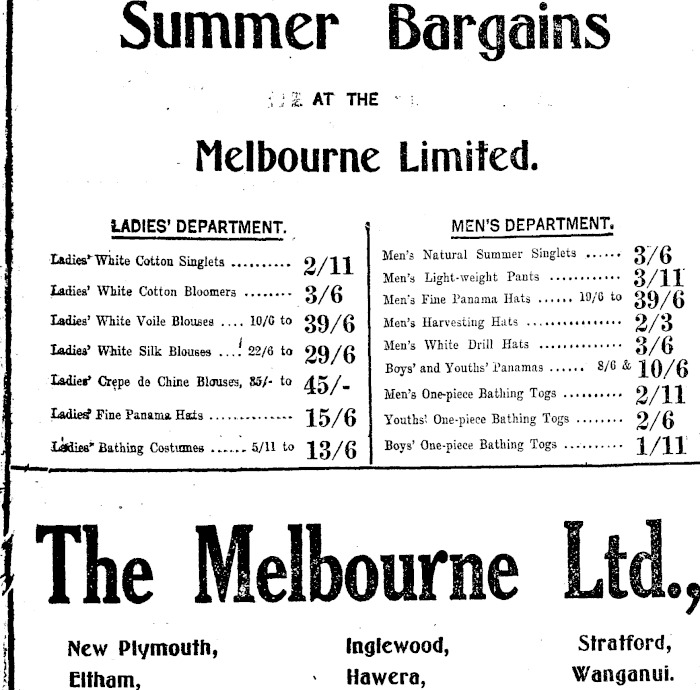 Summer Bargains
AT THE
Melbourne Limited.
LADIES' DEPARTMENT.
Ladies' White Cotton Singlets .......... 2/11
Ladies' White Cotton Bloomers ........ 3/6
Ladies' White Voile Blouses .... 10/6 to 39/6
Ladies' White Silk Blouses .... 22/6 to 29/6
Ladies' Crepe de Chine Blouses, 35/- to 45/-
Ladies' Fine Panama Hats .............. 15/6
Ladies' Bathing Costumes ...... 5/11 to 13/6
MEN'S DEPARTMENT.
Men's Natural Summer Singlets ...... 3/6
Men's Light-weight Pants ............ 3/11
Men's Fine Panama Hats ...... 19/6 to 39/6
Men's Harvesting Hats ................ 2/3
Men's White Drill Hats .............. 3/6
Boys' and Youths' Panamas ...... 8/6 & 10/6
Men's One-piece Bathing Togs .......... 2/11
Youths' One-piece Bathing Togs ........ 2/6
Boys' One-piece Bathing Togs .......... 1/11
The Melbourne Ltd.,
New Plymouth, Inglewood, Stratford,
Eltham, Hawera, Wanganui.